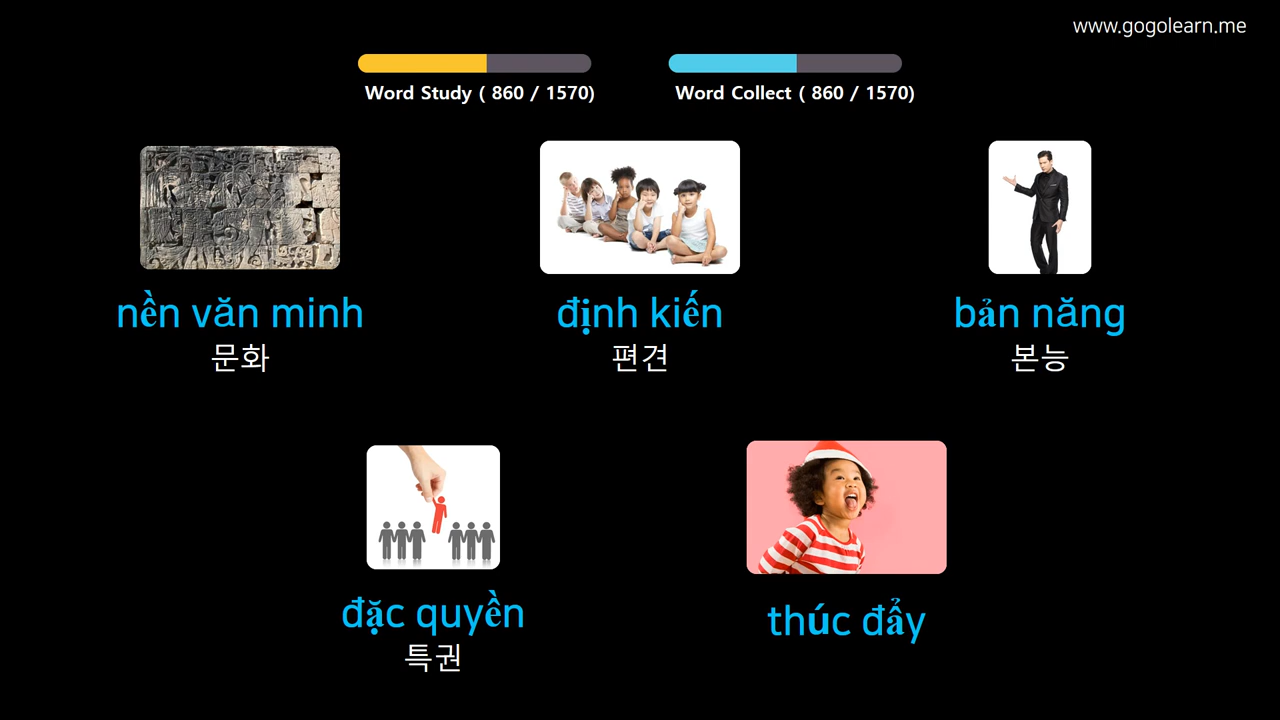 www.gogolearn.me
Word Study ( 860 / 1570)
Word Collect ( 860 / 1570)
nền văn minh
문화
định kiến
편견
bản năng
본능
đặc quyền
특권
thúc đẩy